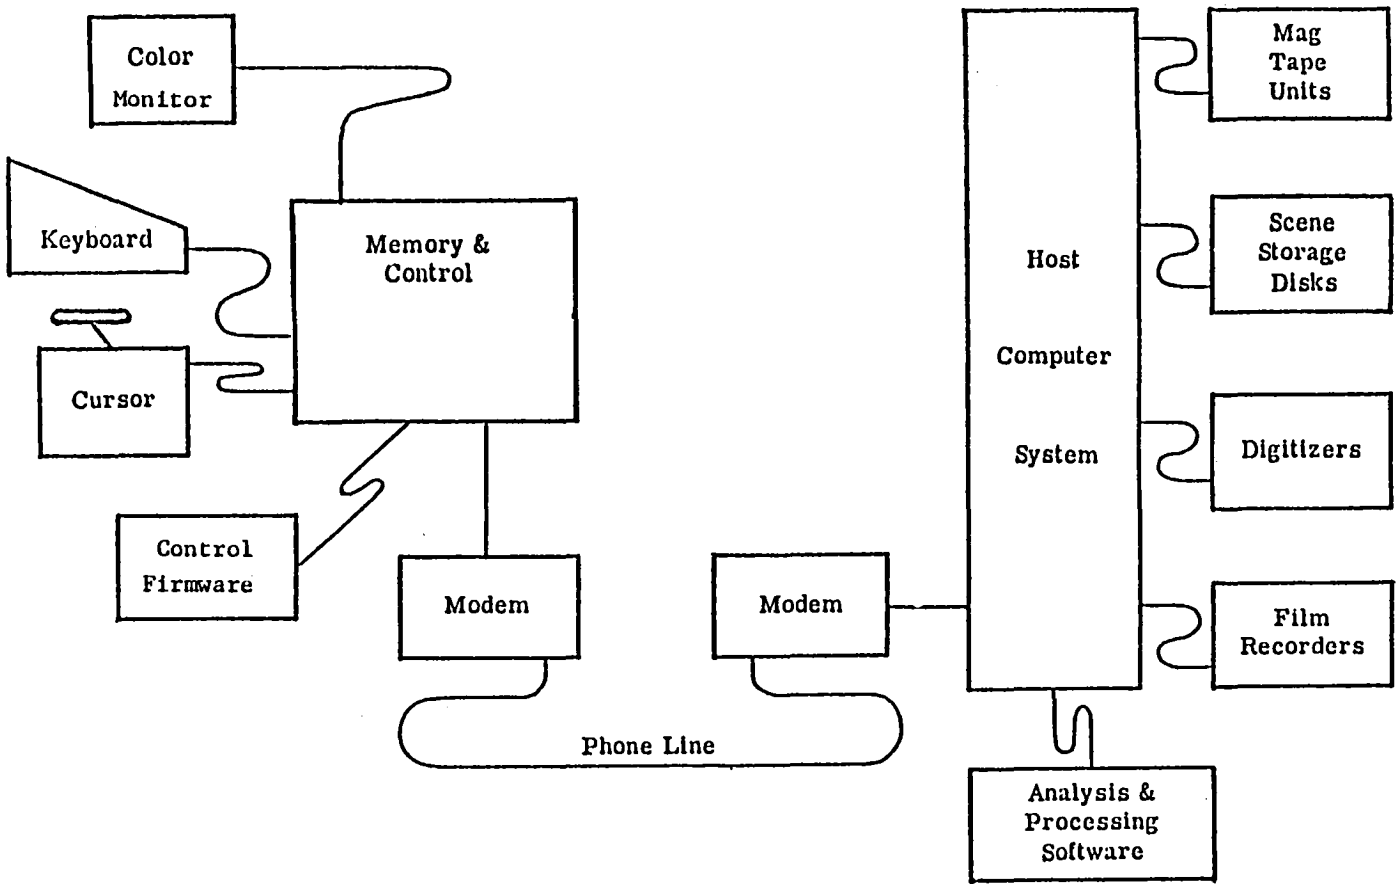 Color
Monitor
Keyboard
Cursor
Memory &
Control
Control
Firmware
Modem
Phone Line
Modem
Host
Computer
System
Mag
Tape
Units
Scene
Storage
Disks
Digitizers
Film
Recorders
Analysis &
Processing
Software